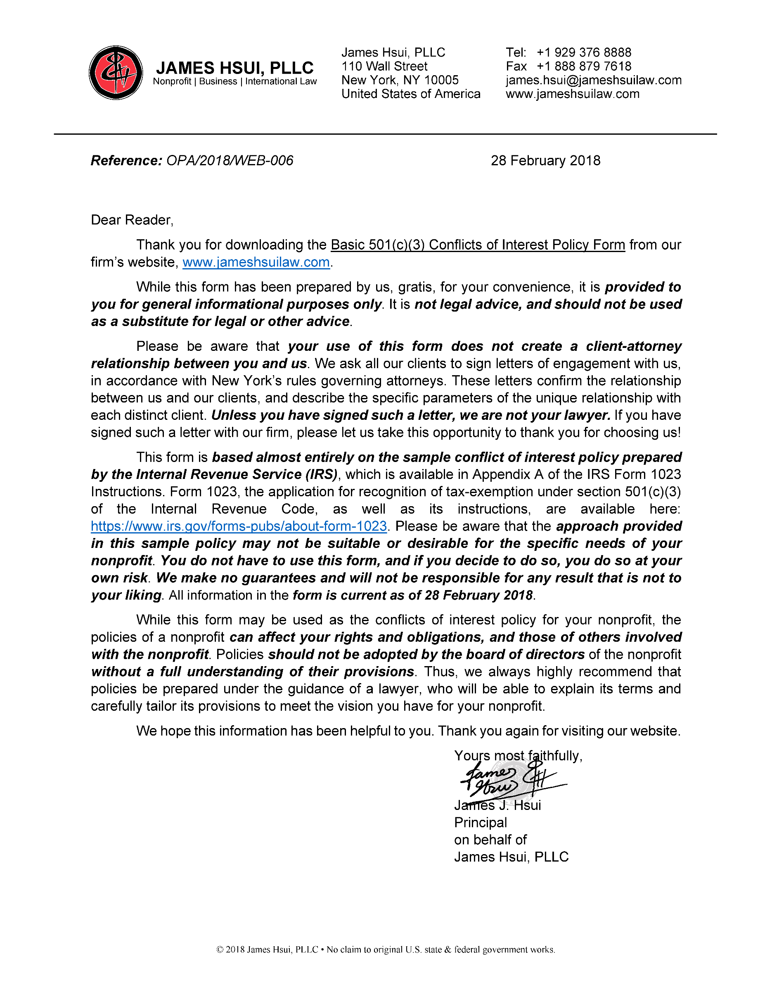 JAMES HSUI, PLLC
Nonprofit | Business | International Law
James Hsui, PLLC
110 Wall Street
New York, NY 10005
United States of America
Tel: +1 929 376 8888
Fax +1 888 879 7618
james.hsui@jameshsuilaw.com
www.jameshsuilaw.com
Reference: OPA/2018/WEB-006
28 February 2018
Dear Reader,
Thank you for downloading the Basic 501(c)(3) Conflicts of Interest Policy Form from our
firm's website, www.jameshsuilaw.com.
While this form has been prepared by us, gratis, for your convenience, it is provided to
you for general informational purposes only. It is not legal advice, and should not be used
as a substitute for legal or other advice.
Please be aware that your use of this form does not create a client-attorney
relationship between you and us. We ask all our clients to sign letters of engagement with us,
in accordance with New York's rules governing attorneys. These letters confirm the relationship
between us and our clients, and describe the specific parameters of the unique relationship with
each distinct client. Unless you have signed such a letter, we are not your lawyer. If you have
signed such a letter with our firm, please let us take this opportunity to thank you for choosing us!
This form is based almost entirely on the sample conflict of interest policy prepared
by the Internal Revenue Service (IRS), which is available in Appendix A of the IRS Form 1023
Instructions. Form 1023, the application for recognition of tax-exemption under section 501(c)(3)
of the Internal Revenue Code, as well as its instructions, are available here:
https://www.irs.gov/forms-pubs/about-form-1023. Please be aware that the approach provided
in this sample policy may not be suitable or desirable for the specific needs of your
nonprofit. You do not have to use this form, and if you decide to do so, you do so at your
own risk. We make no guarantees and will not be responsible for any result that is not to
your liking. All information in the form is current as of 28 February 2018.
While this form may be used as the conflicts of interest policy for your nonprofit, the
policies of a nonprofit can affect your rights and obligations, and those of others involved
with the nonprofit. Policies should not be adopted by the board of directors of the nonprofit
without a full understanding of their provisions. Thus, we always highly recommend that
policies be prepared under the guidance of a lawyer, who will be able to explain its terms and
carefully tailor its provisions to meet the vision you have for your nonprofit.
We hope this information has been helpful to you. Thank you again for visiting our website.
Yours most faithfully,
James
Hsui
James J. Hsui
Principal
on behalf of
James Hsui, PLLC
© 2018 James Hsui, PLLC • No claim to original U.S. state & federal government works.